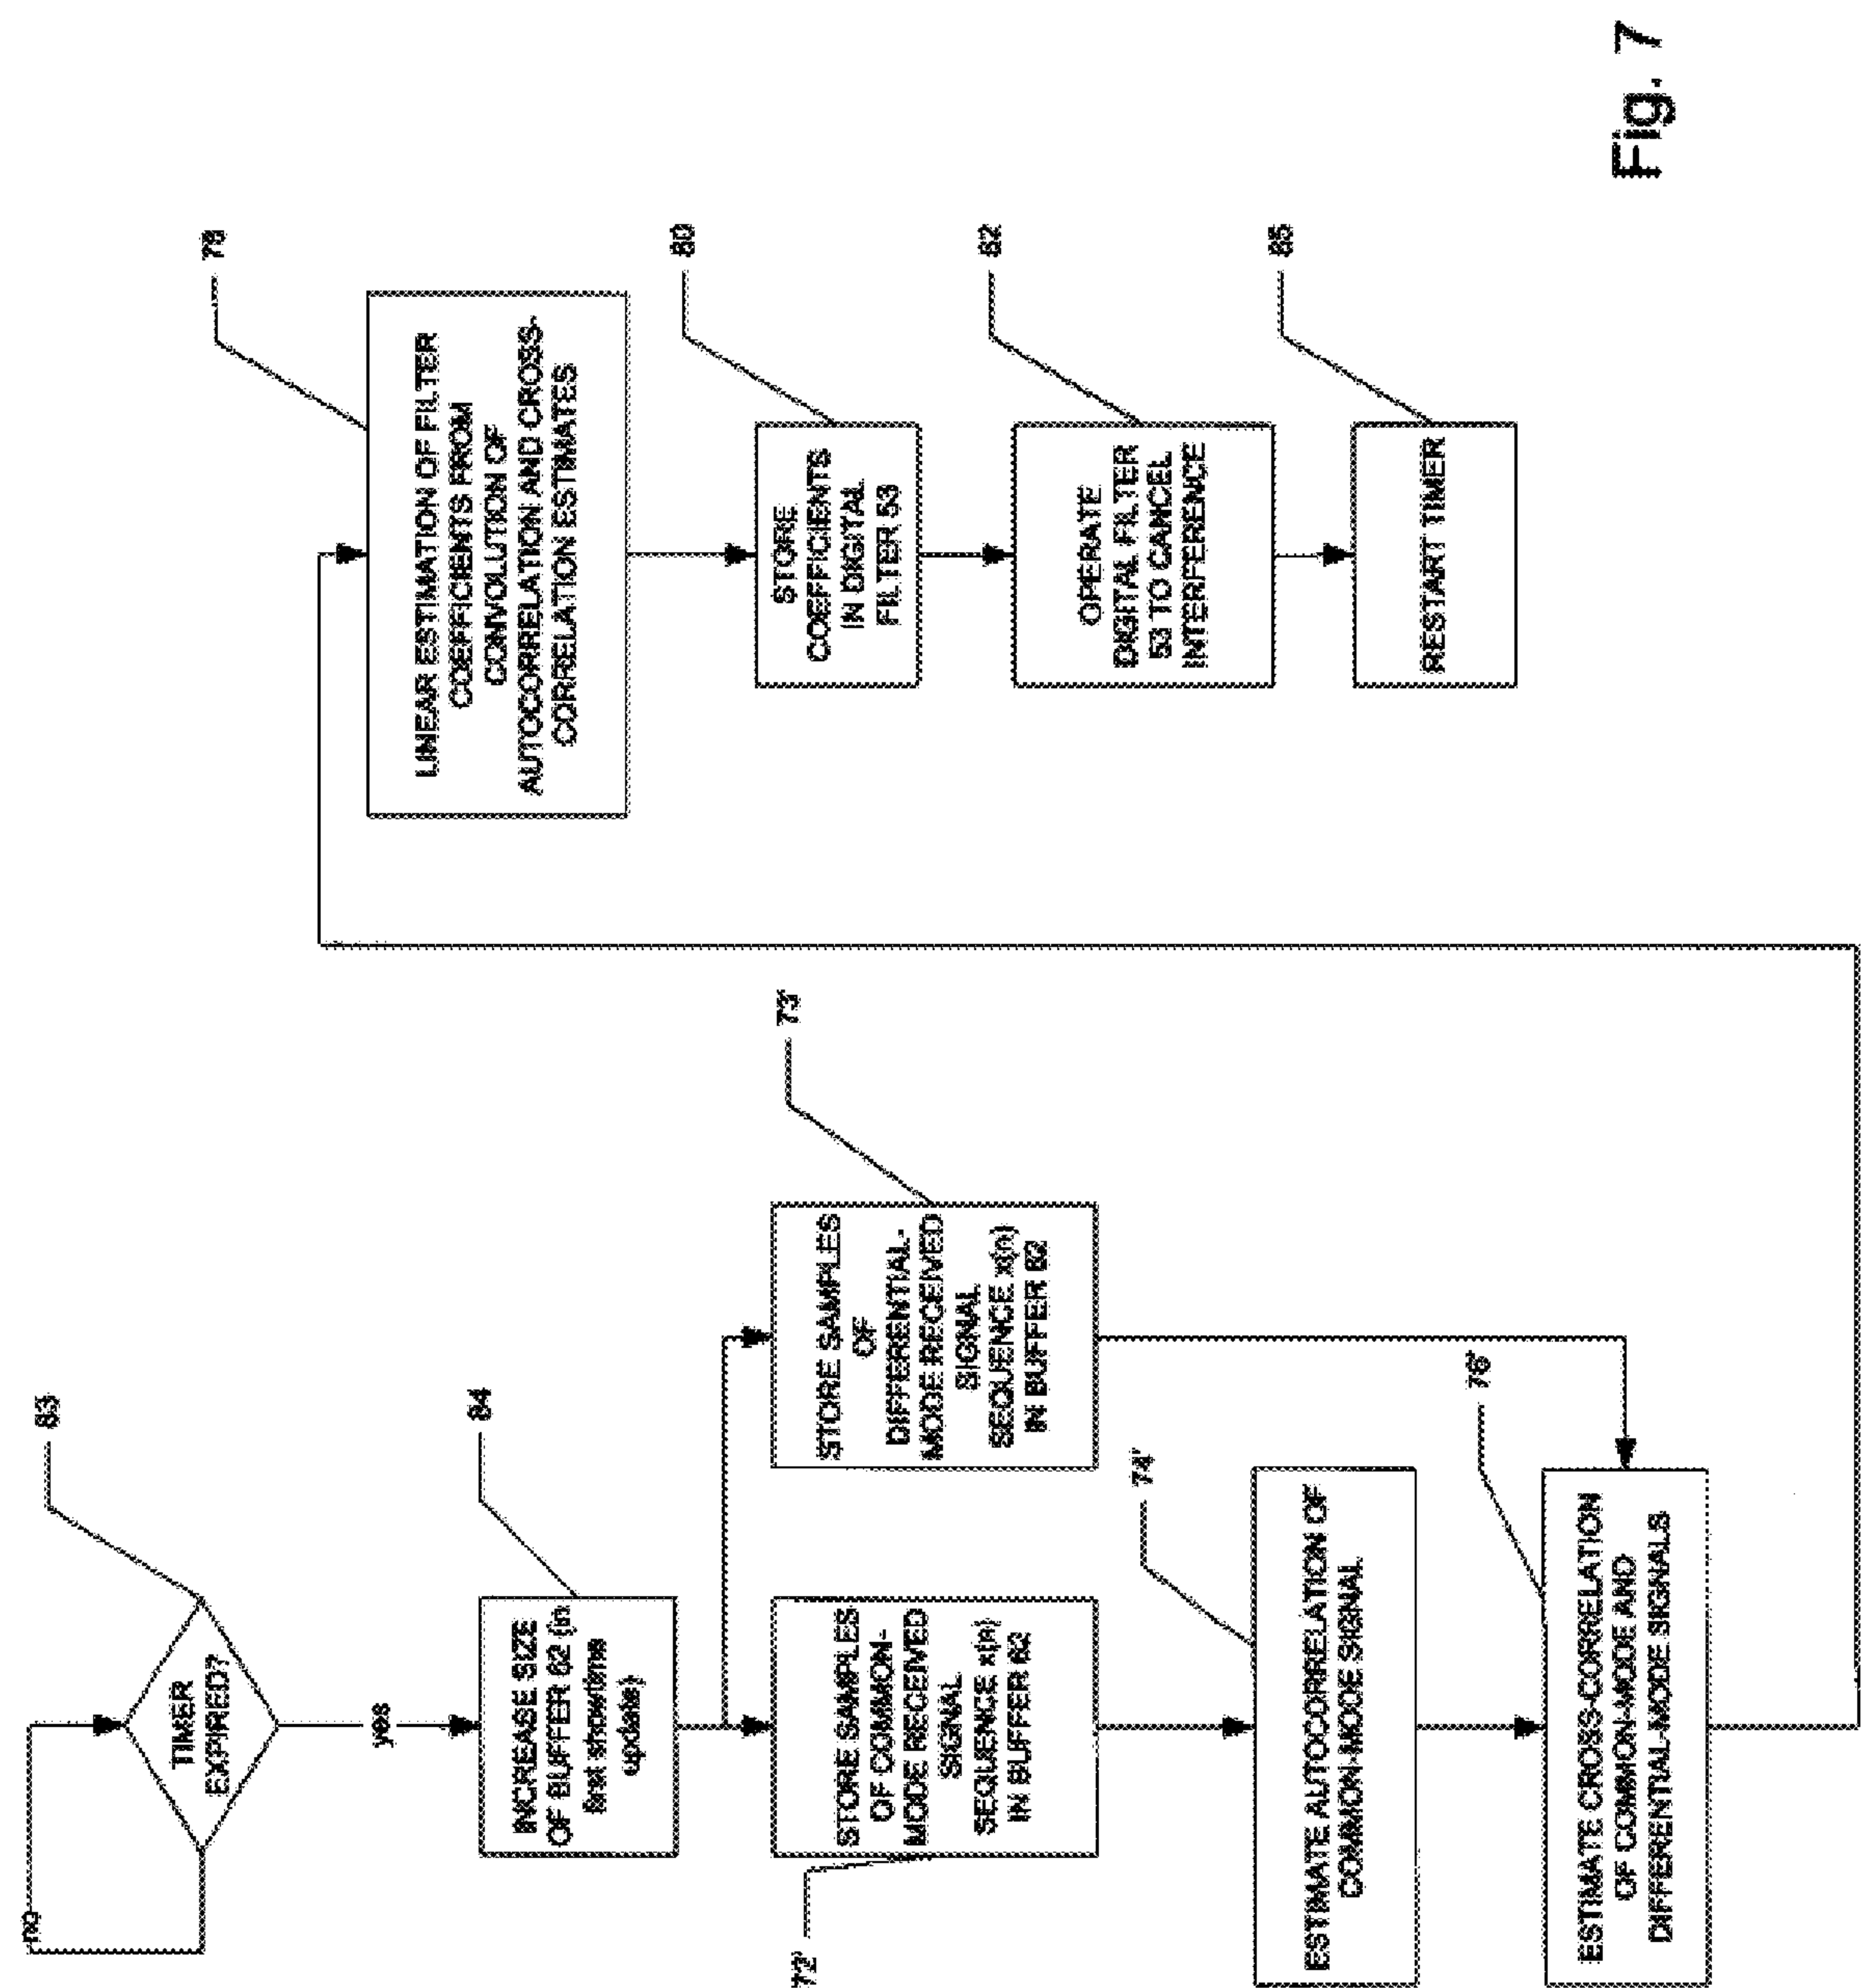 83
TIMER
EXPIRED?
no
yes
84
INCREASE SIZE
OF BUFFER 62 (in
first showtime
update)
72'
STORE SAMPLES
OF COMMON-
MODE RECEIVED
SIGNAL
SEQUENCE x(n)
IN BUFFER 62
73'
STORE SAMPLES
OF
DIFFERENTIAL-
MODE RECEIVED
SIGNAL
SEQUENCE x(n)
IN BUFFER 62
74'
ESTIMATE AUTOCORRELATION OF
COMMON-MODE SIGNAL
76'
ESTIMATE CROSS-CORRELATION
OF COMMON-MODE AND
DIFFERENTIAL-MODE SIGNALS
78
LINEAR ESTIMATION OF FILTER
COEFFICIENTS FROM
CONVOLUTION OF
AUTOCORRELATION AND CROSS-
CORRELATION ESTIMATES
80
STORE
COEFFICIENTS
IN DIGITAL
FILTER 53
82
OPERATE
DIGITAL FILTER
53 TO CANCEL
INTERFERENCE
85
RESTART TIMER
Fig. 7